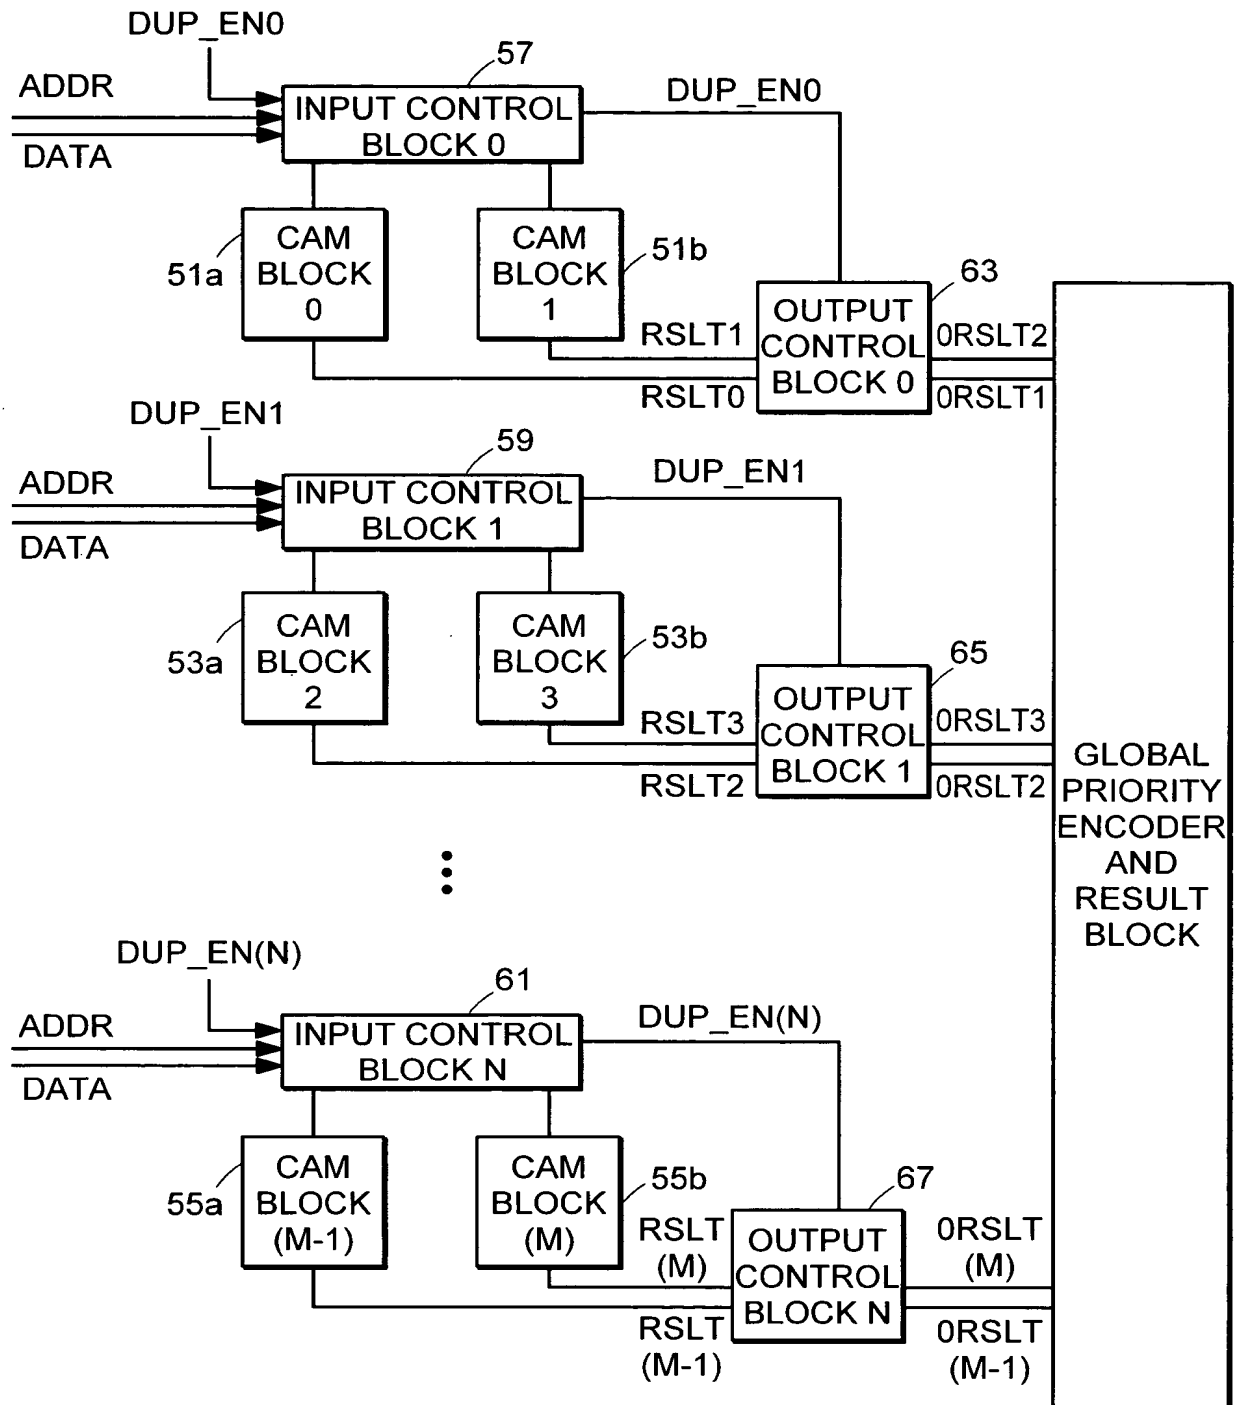 DUP_EN0
57
ADDR
DUP_EN0
INPUT CONTROL
BLOCK 0
DATA
CAM
BLOCK
0
51a
CAM
BLOCK
1
51b
63
OUTPUT
CONTROL
BLOCK 0
RSLT1
RSLT0
0RSLT2
0RSLT1
DUP_EN1
59
ADDR
DUP_EN1
INPUT CONTROL
BLOCK 1
DATA
CAM
BLOCK
2
53a
CAM
BLOCK
3
53b
65
OUTPUT
CONTROL
BLOCK 1
RSLT3
RSLT2
0RSLT3
0RSLT2
GLOBAL
PRIORITY
ENCODER
AND
RESULT
BLOCK
DUP_EN(N)
61
ADDR
DUP_EN(N)
INPUT CONTROL
BLOCK N
DATA
CAM
BLOCK
(M-1)
55a
CAM
BLOCK
(M)
55b
67
OUTPUT
CONTROL
BLOCK N
RSLT
(M)
RSLT
(M-1)
0RSLT
(M)
0RSLT
(M-1)